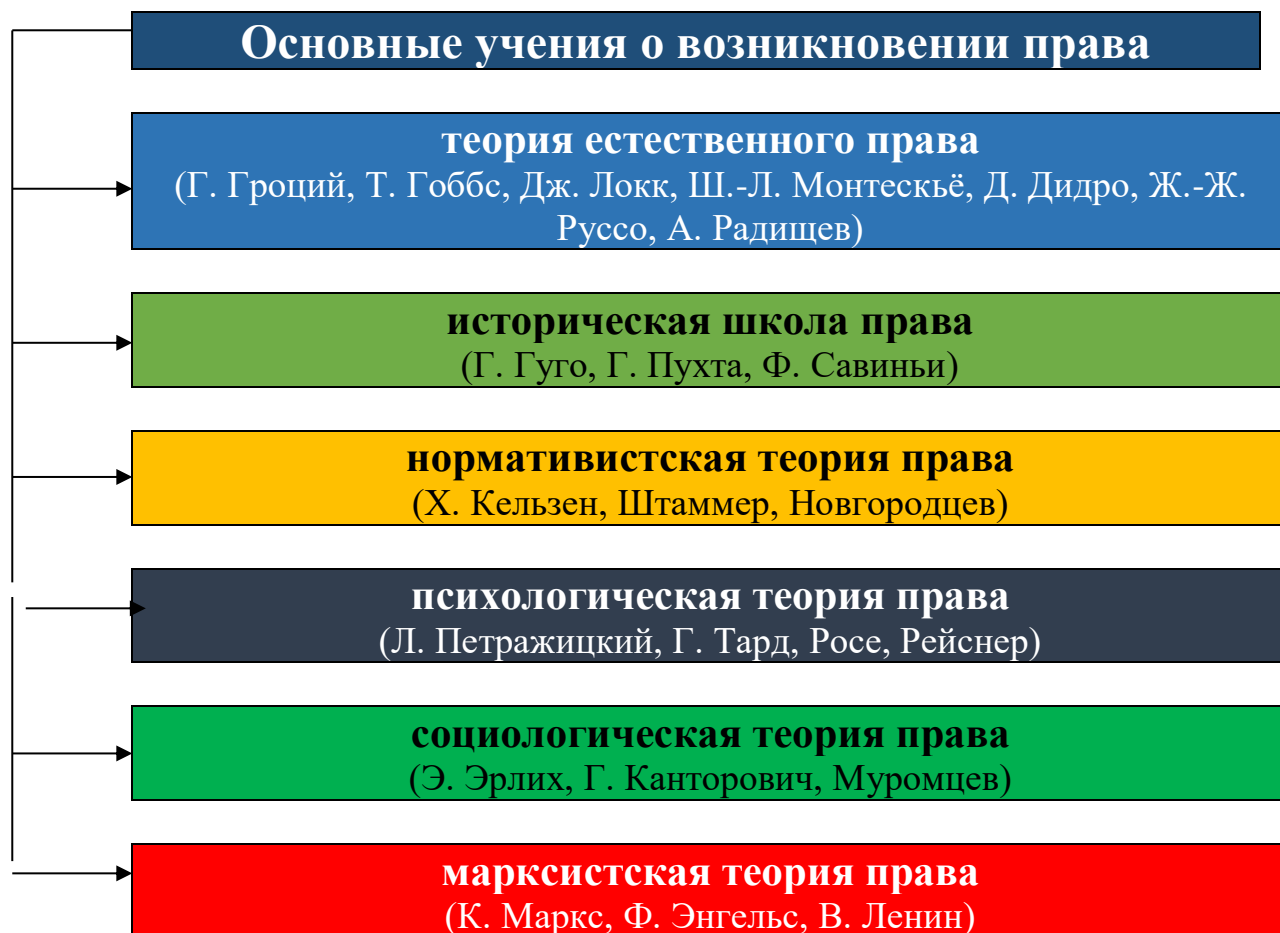 Основные учения о возникновении права
теория естественного права
(Г. Гроций, Т. Гоббс, Дж. Локк, Ш.-Л. Монтескьё, Д. Дидро, Ж.-Ж.
Руссо, А. Радищев)
историческая школа права
(Г. Гуго, Г. Пухта, Ф. Савиньи)
нормативистская теория права
(Х. Кельзен, Штаммер, Новгородцев)
психологическая теория права
(Л. Петражицкий, Г. Тард, Росе, Рейснер)
социологическая теория права
(Э. Эрлих, Г. Канторович, Муромцев)
марксистская теория права
(К. Маркс, Ф. Энгельс, В. Ленин)